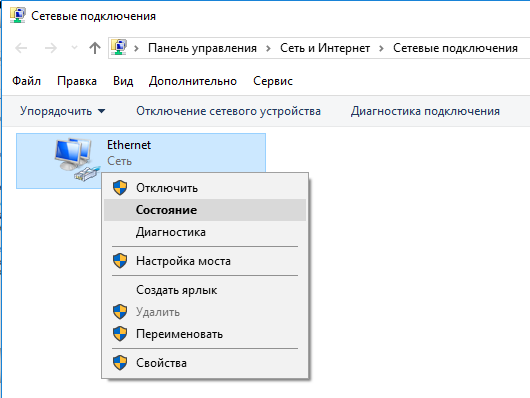 Сетевые подключения
Панель управления Сеть и Интернет Сетевые подключения
Файл Правка Вид Дополнительно Сервис
Упорядочить Отключение сетевого устройства Диагностика подключения
Ethernet
Сеть
Отключить
Состояние
Диагностика
Настройка моста
Создать ярлык
Удалить
Переименовать
Свойства